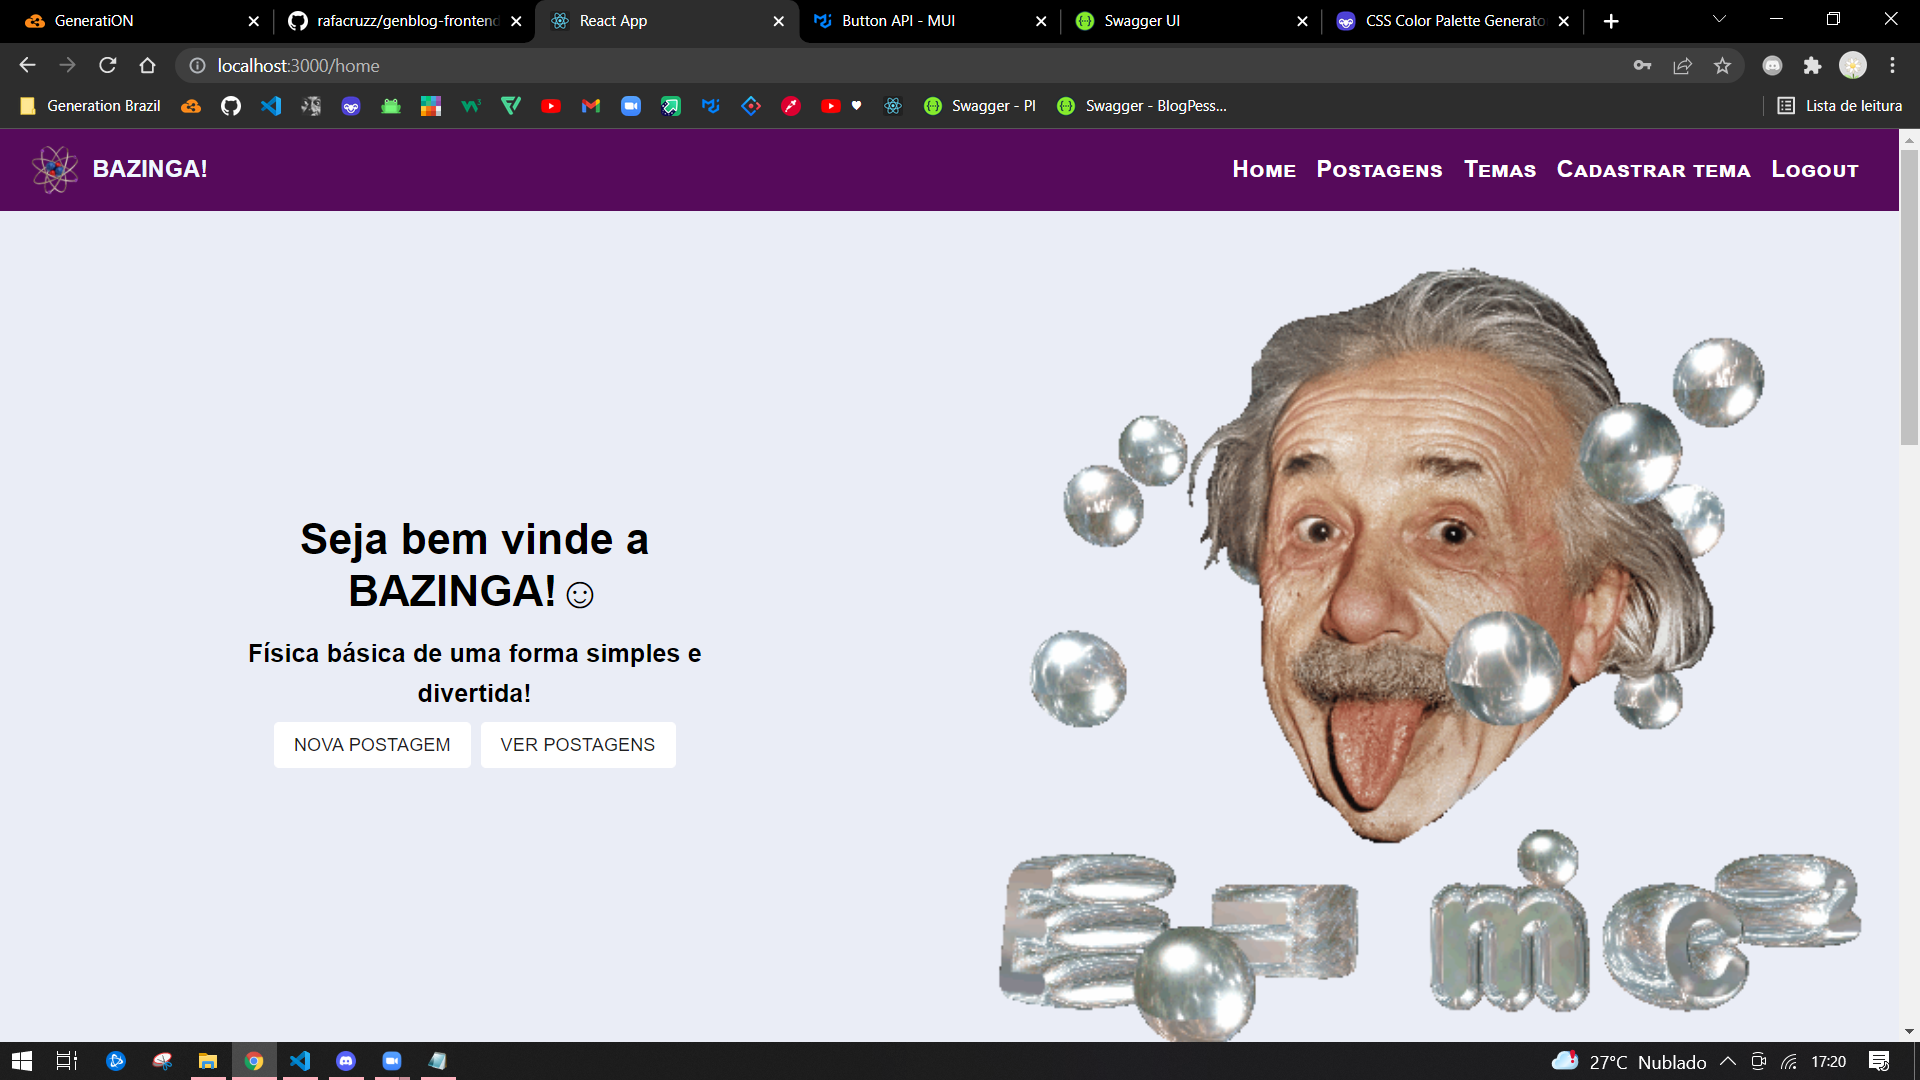 GeneratiON
rafacruzz/genblog-frontend
React App
Button API - MUI
Swagger UI
CSS Color Palette Generato
localhost:3000/home
Generation Brazil
Swagger - PI
Swagger - BlogPess...
Lista de leitura
BAZINGA!
Home Postagens Temas Cadastrar tema Logout
Seja bem vinde a
BAZINGA!☺
Física básica de uma forma simples e
divertida!
NOVA POSTAGEM
VER POSTAGENS
E = mc²
27°C Nublado
17:20